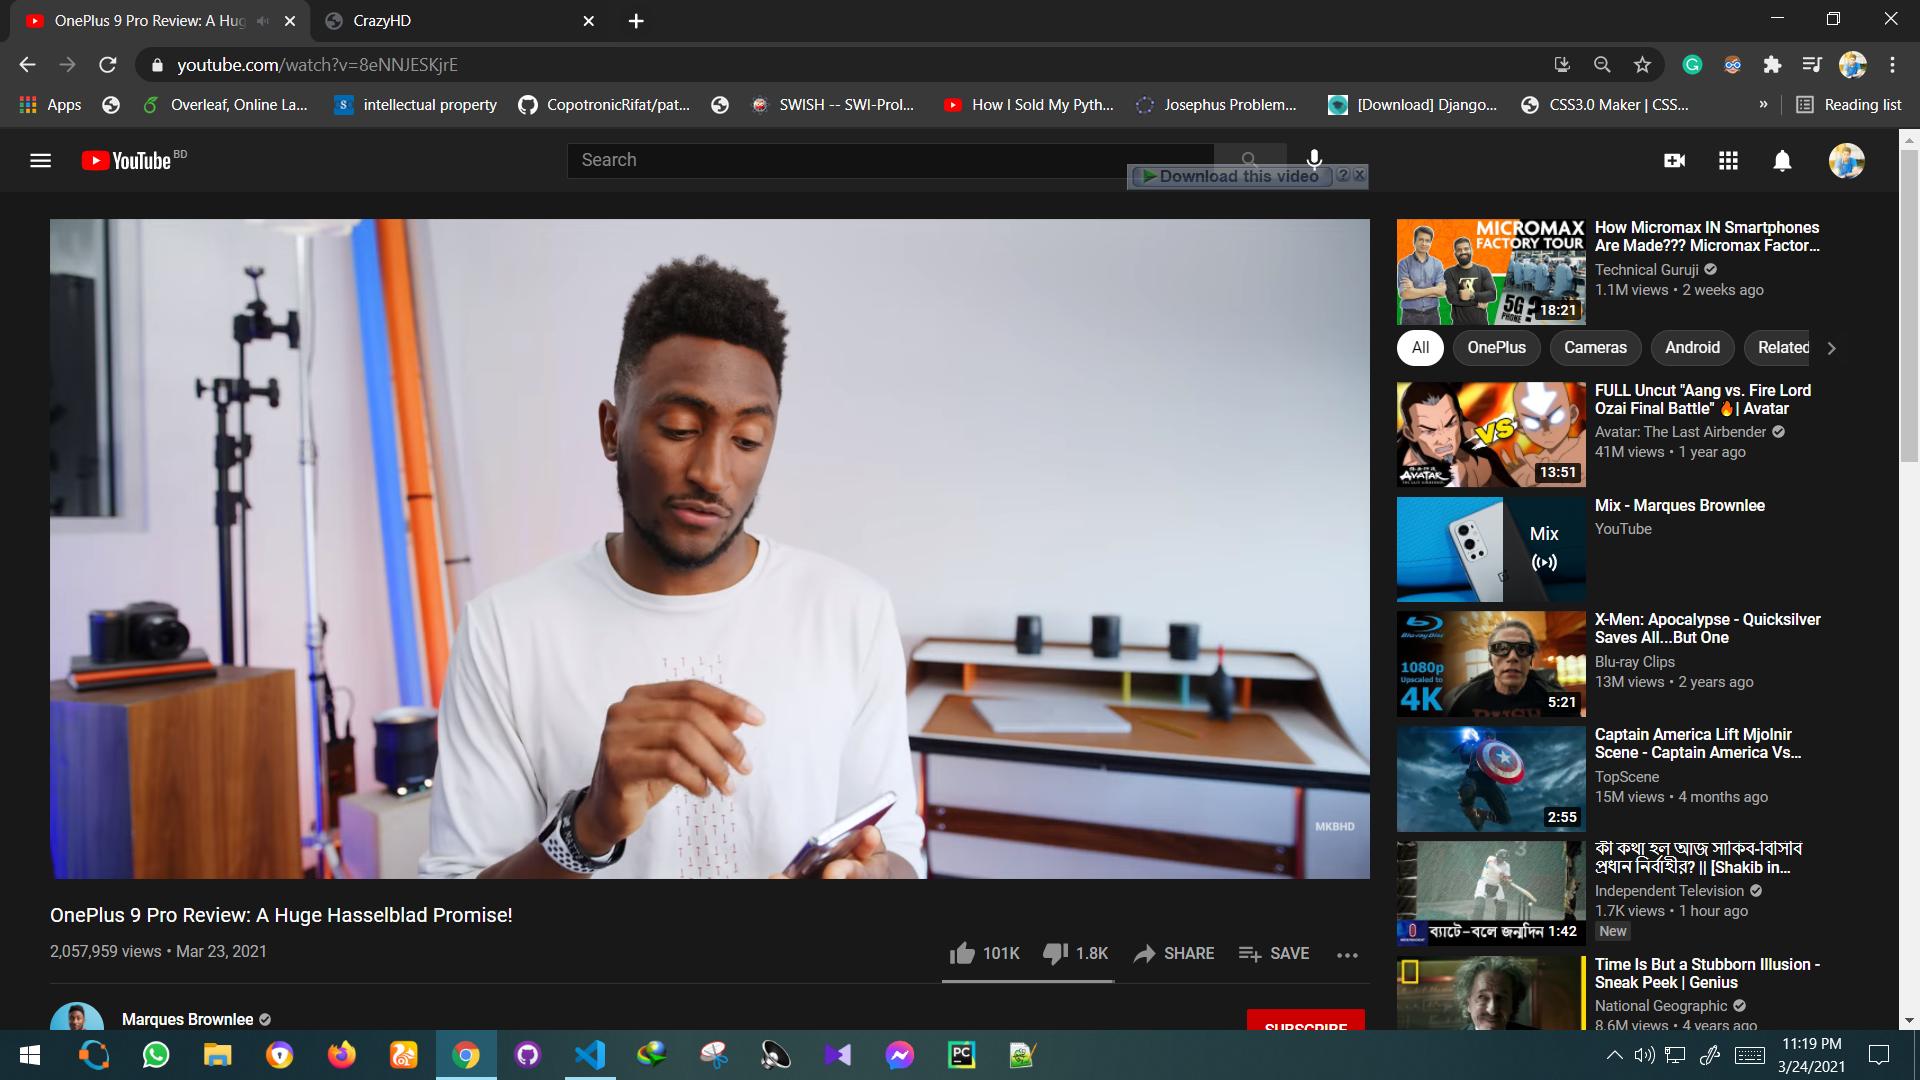 OnePlus 9 Pro Review: A Hug
CrazyHD
youtube.com/watch?v=8eNNJESKjrE
Apps
Overleaf, Online La...
intellectual property
CopotronicRifat/pat...
SWISH -- SWI-Prol...
How I Sold My Pyth...
Josephus Problem...
[Download] Django...
CSS3.0 Maker | CSS...
»
Reading list
YouTube BD
Search
Download this video
MICROMAX
FACTORY TOUR
5G ?
PHONE
18:21
How Micromax IN Smartphones
Are Made??? Micromax Factor...
Technical Guruji
1.1M views • 2 weeks ago
All
OnePlus
Cameras
Android
Related
VS
AVATAR
13:51
FULL Uncut "Aang vs. Fire Lord
Ozai Final Battle" 🔥| Avatar
Avatar: The Last Airbender
41M views • 1 year ago
Mix
Mix - Marques Brownlee
YouTube
Blu-ray Disc
1080p
Upscaled to
4K
5:21
X-Men: Apocalypse - Quicksilver
Saves All...But One
Blu-ray Clips
13M views • 2 years ago
2:55
Captain America Lift Mjolnir
Scene - Captain America Vs...
TopScene
15M views • 4 months ago
ব্যাটে-বলে জন্মদিন 1:42
কী কথা হল আজ সাকিব-বিসিবি
প্রধান নির্বাহীর? || [Shakib in...
Independent Television
1.7K views • 1 hour ago
New
Time Is But a Stubborn Illusion -
Sneak Peek | Genius
National Geographic
8.6M views • 4 years ago
MKBHD
OnePlus 9 Pro Review: A Huge Hasselblad Promise!
2,057,959 views • Mar 23, 2021
101K
1.8K
SHARE
SAVE
Marques Brownlee
SUBSCRIBE
PC
11:19 PM
3/24/2021